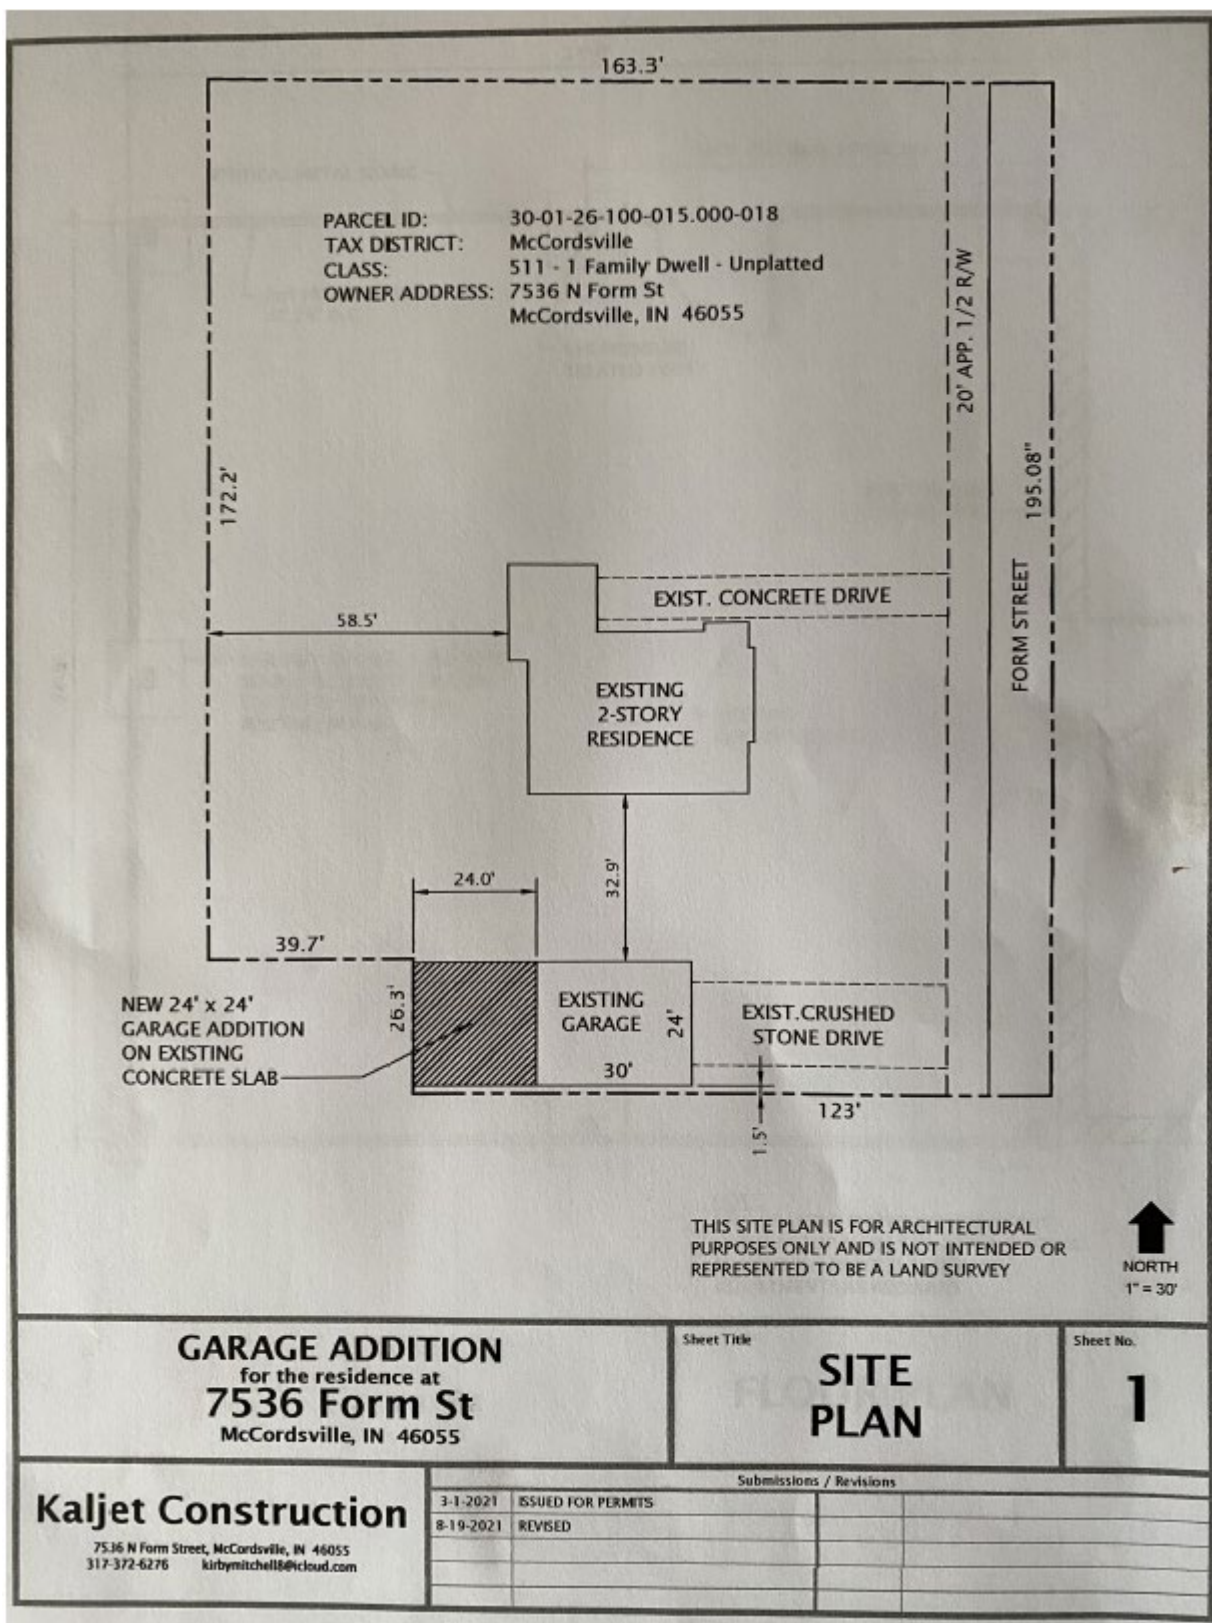 163.3'
PARCEL ID: 30-01-26-100-015.000-018
TAX DISTRICT: McCordsville
CLASS: 511 - 1 Family Dwell - Unplatted
OWNER ADDRESS: 7536 N Form St
McCordsville, IN 46055
20' APP. 1/2 R/W
172.2'
195.08"
FORM STREET
EXIST. CONCRETE DRIVE
58.5'
EXISTING
2-STORY
RESIDENCE
24.0'
32.9'
39.7'
26.3'
NEW 24' x 24'
GARAGE ADDITION
ON EXISTING
CONCRETE SLAB
EXISTING
GARAGE
24'
30'
EXIST.CRUSHED
STONE DRIVE
123'
1.5'
THIS SITE PLAN IS FOR ARCHITECTURAL
PURPOSES ONLY AND IS NOT INTENDED OR
REPRESENTED TO BE A LAND SURVEY
NORTH
1" = 30'
GARAGE ADDITION
for the residence at
7536 Form St
McCordsville, IN 46055
Sheet Title
SITE
PLAN
Sheet No.
1
Kaljet Construction
7536 N Form Street, McCordsville, IN 46055
317-372-6276 kirbymitchell8@icloud.com
Submissions / Revisions
3-1-2021 ISSUED FOR PERMITS
8-19-2021 REVISED